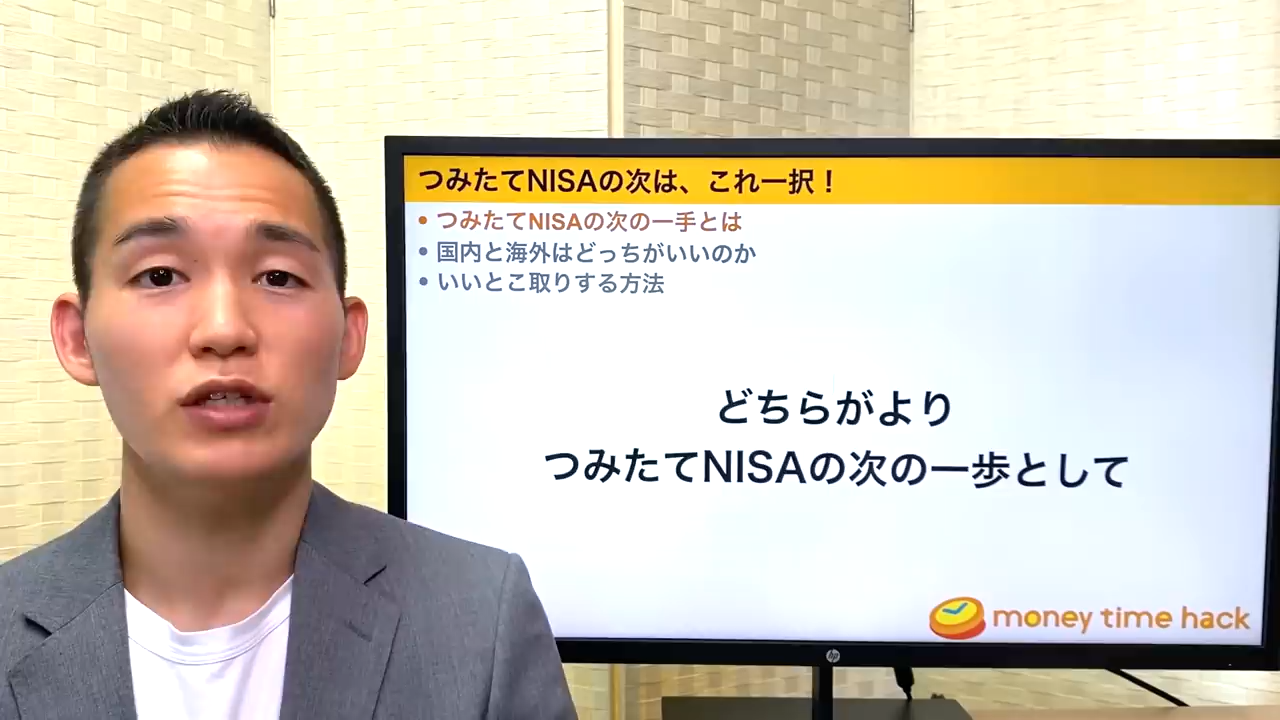 つみたてNISAの次は、これ一択！
• つみたてNISAの次の一手とは
• 国内と海外はどっちがいいのか
• いいとこ取りする方法
どちらがより
つみたてNISAの次の一歩として
money time hack
hp